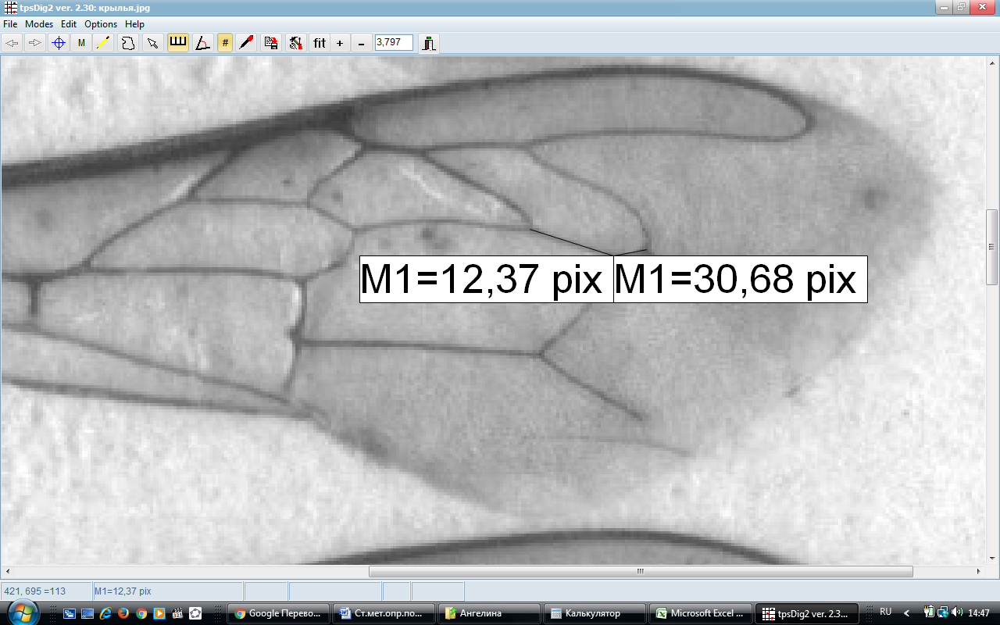 tpsDig2 ver. 2.30: крылья.jpg
File Modes Edit Options Help
M # fit + - 3,797
M1=12,37 pix M1=30,68 pix
421, 695 =113 M1=12,37 pix
Google Перево... Ст.мет.опр.по... Ангелина Калькулятор Microsoft Excel ... tpsDig2 ver. 2.3... RU 14:47